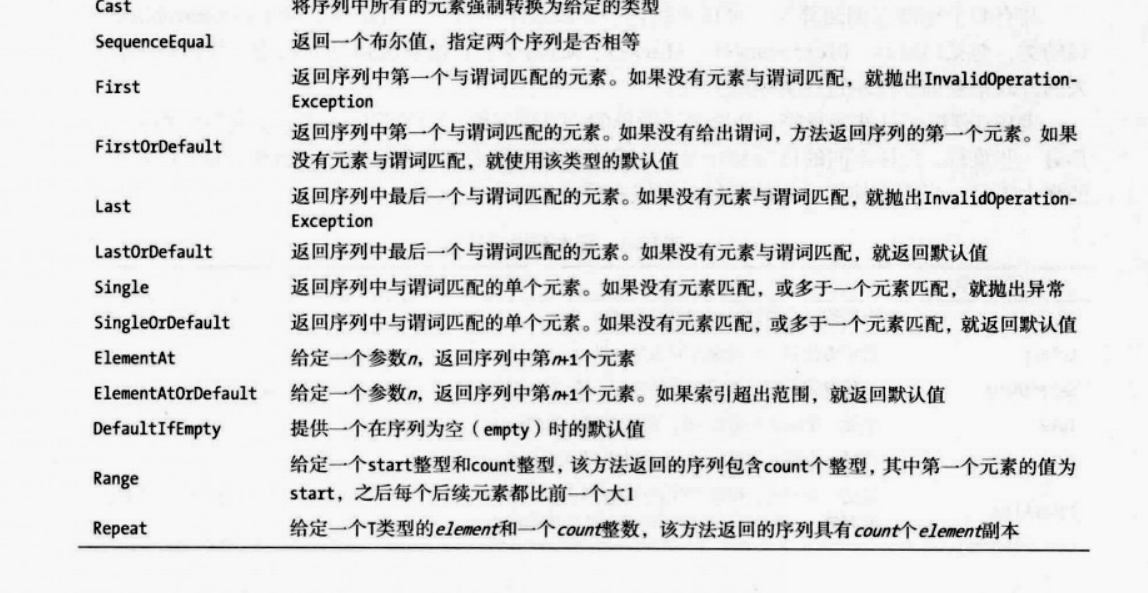 Cast 将序列中所有的元素强制转换为给定的类型
SequenceEqual 返回一个布尔值，指定两个序列是否相等
First 返回序列中第一个与谓词匹配的元素。如果没有元素与谓词匹配，就抛出InvalidOperation-
Exception
FirstOrDefault 返回序列中第一个与谓词匹配的元素。如果没有给出谓词，方法返回序列的第一个元素。如果
没有元素与谓词匹配，就使用该类型的默认值
Last 返回序列中最后一个与谓词匹配的元素。如果没有元素与谓词匹配，就抛出InvalidOperation-
Exception
LastOrDefault 返回序列中最后一个与谓词匹配的元素。如果没有元素与谓词匹配，就返回默认值
Single 返回序列中与谓词匹配的单个元素。如果没有元素匹配，或多于一个元素匹配，就抛出异常
SingleOrDefault 返回序列中与谓词匹配的单个元素。如果没有元素匹配，或多于一个元素匹配，就返回默认值
ElementAt 给定一个参数n，返回序列中第n+1个元素
ElementAtOrDefault 给定一个参数n，返回序列中第n+1个元素。如果索引超出范围，就返回默认值
DefaultIfEmpty 提供一个在序列为空（empty）时的默认值
Range 给定一个start整型和count整型，该方法返回的序列包含count个整型，其中第一个元素的值为
start，之后每个后续元素都比前一个大1
Repeat 给定一个T类型的element和一个count整数，该方法返回的序列具有count个element副本